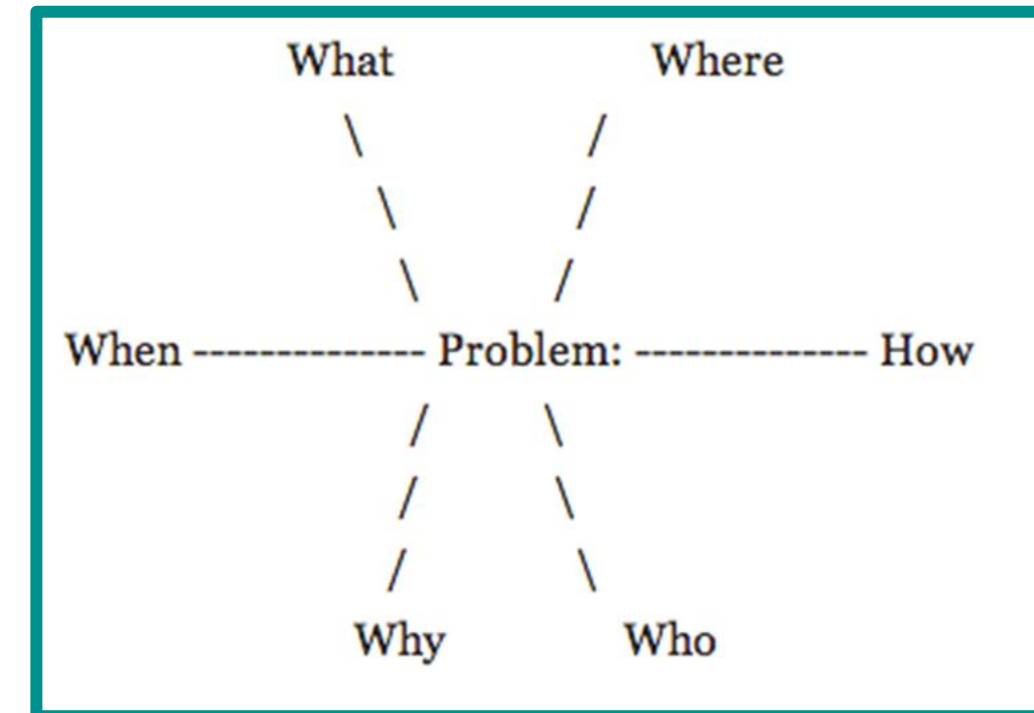 What Where
\ /
\ /
\ /
When -------------- Problem: -------------- How
/ \
/ \
/ \
Why Who